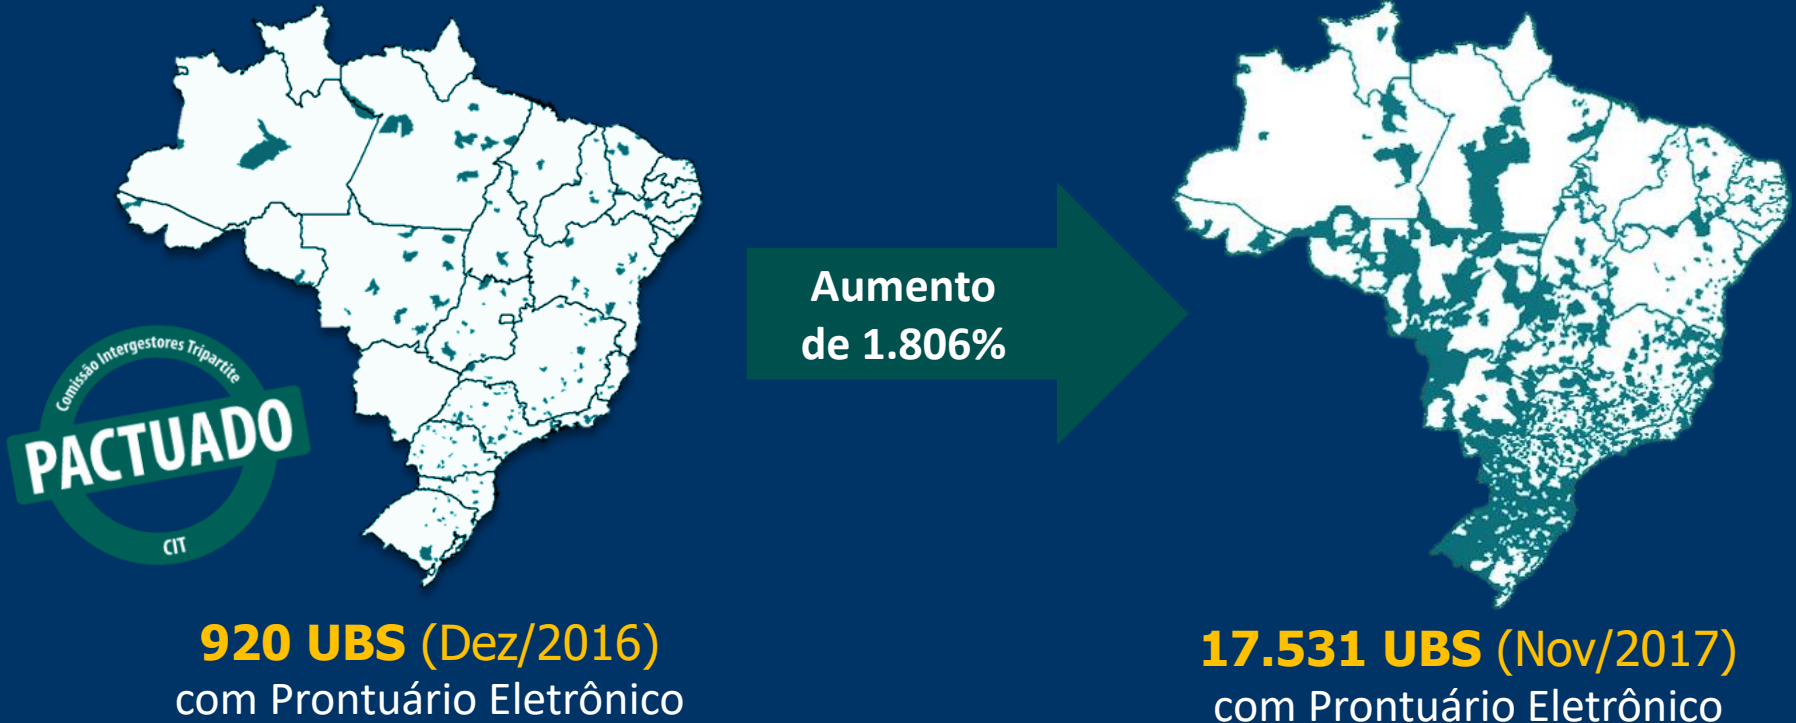 Comissão Intergestores Tripartite
PACTUADO
CIT
920 UBS (Dez/2016)
com Prontuário Eletrônico
Aumento
de 1.806%
17.531 UBS (Nov/2017)
com Prontuário Eletrônico